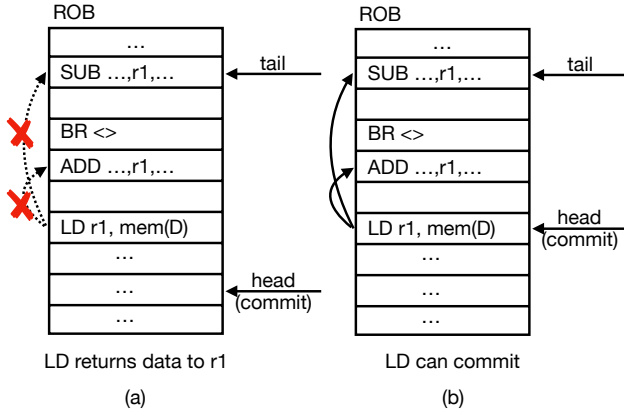 ROB
...
SUB ...,r1,...
tail
BR <>
ADD ...,r1,...
LD r1, mem(D)
...
...
head
(commit)
...
LD returns data to r1
(a)
ROB
...
SUB ...,r1,...
tail
BR <>
ADD ...,r1,...
LD r1, mem(D)
head
(commit)
...
...
...
LD can commit
(b)